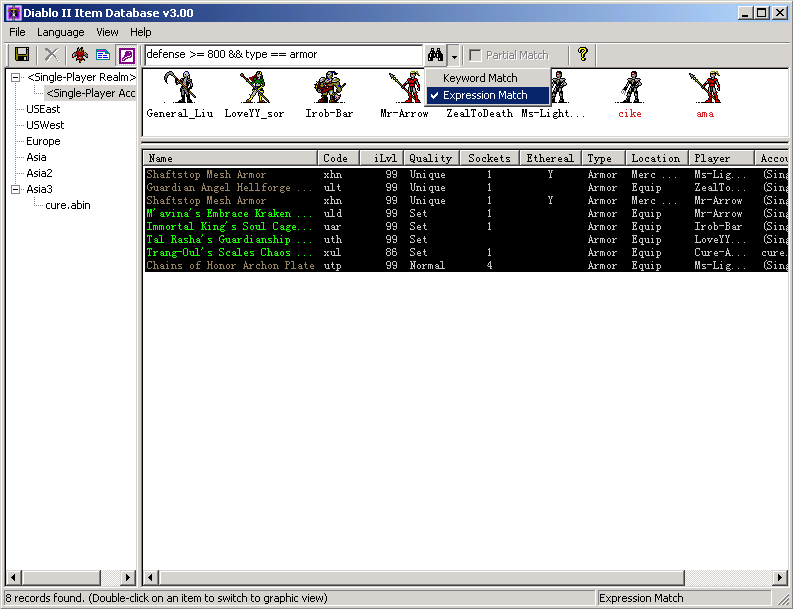 Diablo II Item Database v3.00
File Language View Help
defense >= 800 && type == armor
Partial Match ?
Keyword Match
Expression Match
<Single-Player Realm>
<Single-Player Acc
USEast
USWest
Europe
Asia
Asia2
Asia3
cure.abin
General_Liu LoveYY_sor Irob-Bar Mr-Arrow ZealToDeath Ms-Light... cike ama
Name Code iLvl Quality Sockets Ethereal Type Location Player Accou
Shaftstop Mesh Armor xhn 99 Unique 1 Y Armor Merc ... Ms-Lig... (Sing
Guardian Angel Hellforge ... ult 99 Unique 1 Armor Equip ZealTo... (Sing
Shaftstop Mesh Armor xhn 99 Unique 1 Y Armor Merc ... Mr-Arrow (Sing
M'avina's Embrace Kraken ... uld 99 Set 1 Armor Equip Mr-Arrow (Sing
Immortal King's Soul Cage... uar 99 Set 1 Armor Equip Irob-Bar (Sing
Tal Rasha's Guardianship ... uth 99 Set Armor Equip LoveYY... (Sing
Trang-Oul's Scales Chaos ... xul 86 Set 1 Armor Equip Cure-A... cure.
Chains of Honor Archon Plate utp 99 Normal 4 Armor Equip Ms-Lig... (Sing
8 records found. (Double-click on an item to switch to graphic view) Expression Match